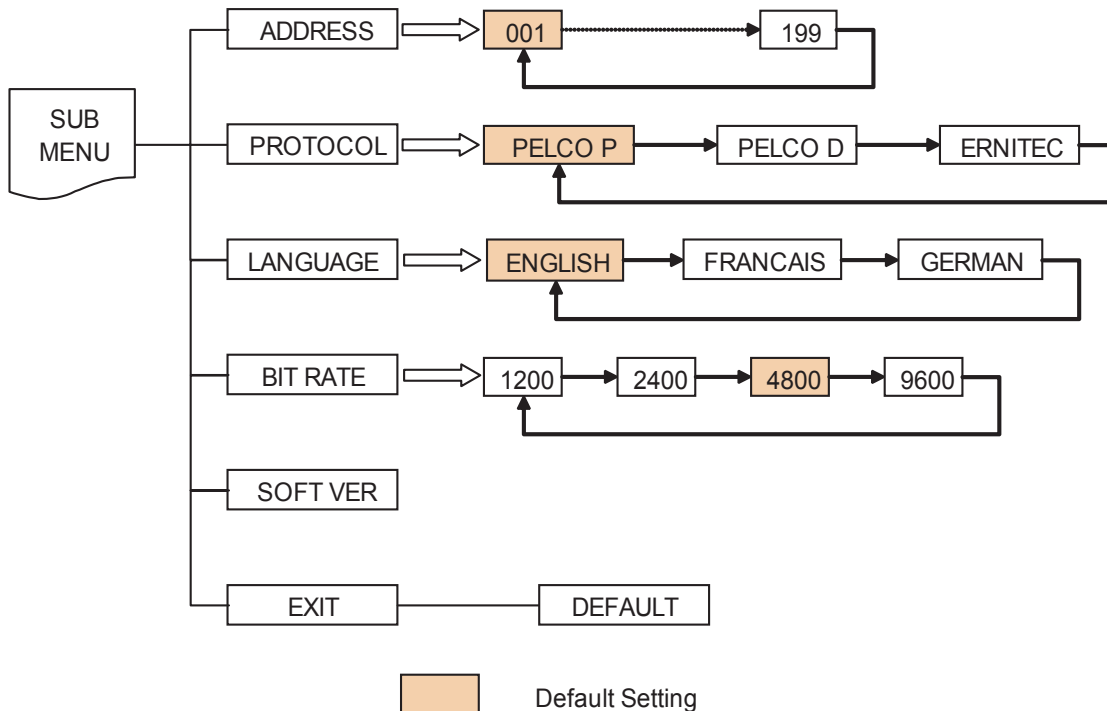 ADDRESS
001
199
SUB
MENU
PROTOCOL
PELCO P
PELCO D
ERNITEC
LANGUAGE
ENGLISH
FRANCAIS
GERMAN
BIT RATE
1200
2400
4800
9600
SOFT VER
EXIT
DEFAULT
Default Setting